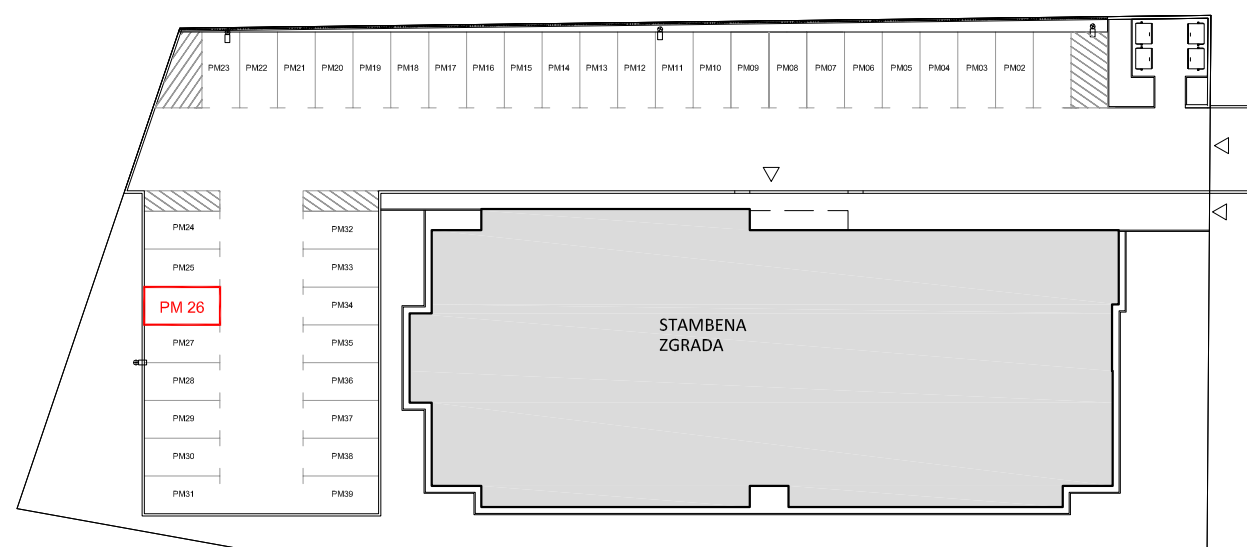 PM23 PM22 PM21 PM20 PM19 PM18 PM17 PM16 PM15 PM14 PM13 PM12 PM11 PM10 PM09 PM08 PM07 PM06 PM05 PM04 PM03 PM02
PM24
PM25
PM 26
PM27
PM28
PM29
PM30
PM31
PM32
PM33
PM34
PM35
PM36
PM37
PM38
PM39
STAMBENA
ZGRADA